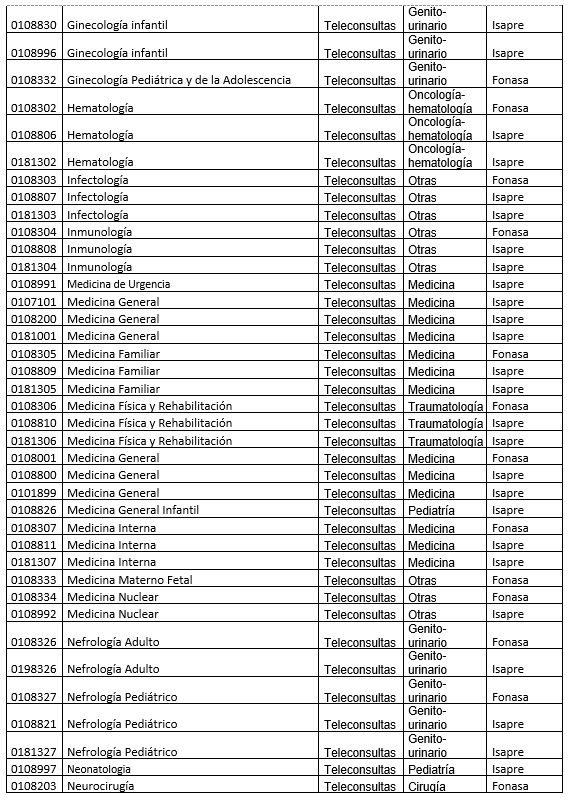 0108830 Ginecología infantil Teleconsultas Genito-urinario Isapre
0108996 Ginecología infantil Teleconsultas Genito-urinario Isapre
0108332 Ginecología Pediátrica y de la Adolescencia Teleconsultas Genito-urinario Fonasa
0108302 Hematología Teleconsultas Oncología-hematología Fonasa
0108806 Hematología Teleconsultas Oncología-hematología Isapre
0181302 Hematología Teleconsultas Oncología-hematología Isapre
0108303 Infectología Teleconsultas Otras Fonasa
0108807 Infectología Teleconsultas Otras Isapre
0181303 Infectología Teleconsultas Otras Isapre
0108304 Inmunología Teleconsultas Otras Fonasa
0108808 Inmunología Teleconsultas Otras Isapre
0181304 Inmunología Teleconsultas Otras Isapre
0108991 Medicina de Urgencia Teleconsultas Medicina Isapre
0107101 Medicina General Teleconsultas Medicina Isapre
0108200 Medicina General Teleconsultas Medicina Isapre
0181001 Medicina General Teleconsultas Medicina Isapre
0108305 Medicina Familiar Teleconsultas Medicina Fonasa
0108809 Medicina Familiar Teleconsultas Medicina Isapre
0181305 Medicina Familiar Teleconsultas Medicina Isapre
0108306 Medicina Física y Rehabilitación Teleconsultas Traumatología Fonasa
0108810 Medicina Física y Rehabilitación Teleconsultas Traumatología Isapre
0181306 Medicina Física y Rehabilitación Teleconsultas Traumatología Isapre
0108001 Medicina General Teleconsultas Medicina Fonasa
0108800 Medicina General Teleconsultas Medicina Isapre
0101899 Medicina General Teleconsultas Medicina Isapre
0108826 Medicina General Infantil Teleconsultas Pediatría Isapre
0108307 Medicina Interna Teleconsultas Medicina Fonasa
0108811 Medicina Interna Teleconsultas Medicina Isapre
0181307 Medicina Interna Teleconsultas Medicina Isapre
0108333 Medicina Materno Fetal Teleconsultas Otras Fonasa
0108334 Medicina Nuclear Teleconsultas Otras Fonasa
0108992 Medicina Nuclear Teleconsultas Otras Isapre
0108326 Nefrología Adulto Teleconsultas Genito-urinario Fonasa
0198326 Nefrología Adulto Teleconsultas Genito-urinario Isapre
0108327 Nefrología Pediátrico Teleconsultas Genito-urinario Fonasa
0108821 Nefrología Pediátrico Teleconsultas Genito-urinario Isapre
0181327 Nefrología Pediátrico Teleconsultas Genito-urinario Isapre
0108997 Neonatologia Teleconsultas Pediatría Isapre
0108203 Neurocirugía Teleconsultas Cirugía Fonasa